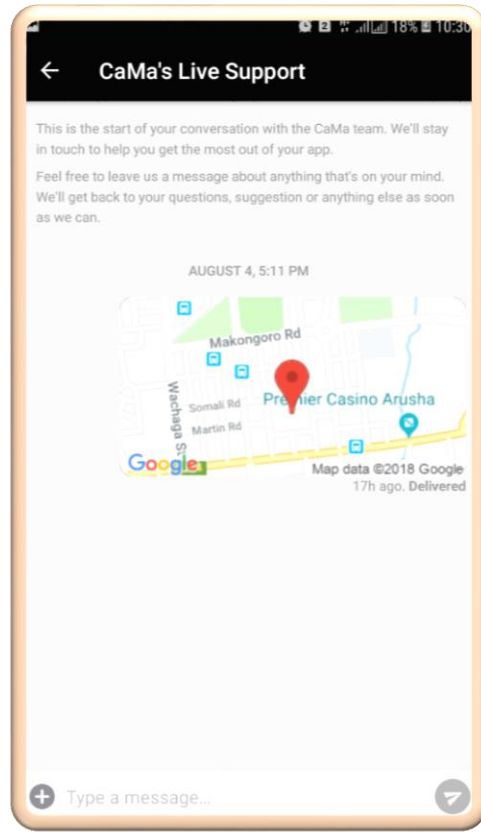 18% 10:30
CaMa's Live Support
This is the start of your conversation with the CaMa team. We'll stay
in touch to help you get the most out of your app.
Feel free to leave us a message about anything that's on your mind.
We'll get back to your questions, suggestion or anything else as soon
as we can.
AUGUST 4, 5:11 PM
Makongoro Rd
Wachaga St
Somali Rd
Premier Casino Arusha
Martin Rd
Google
Map data ©2018 Google
17h ago. Delivered
Type a message...